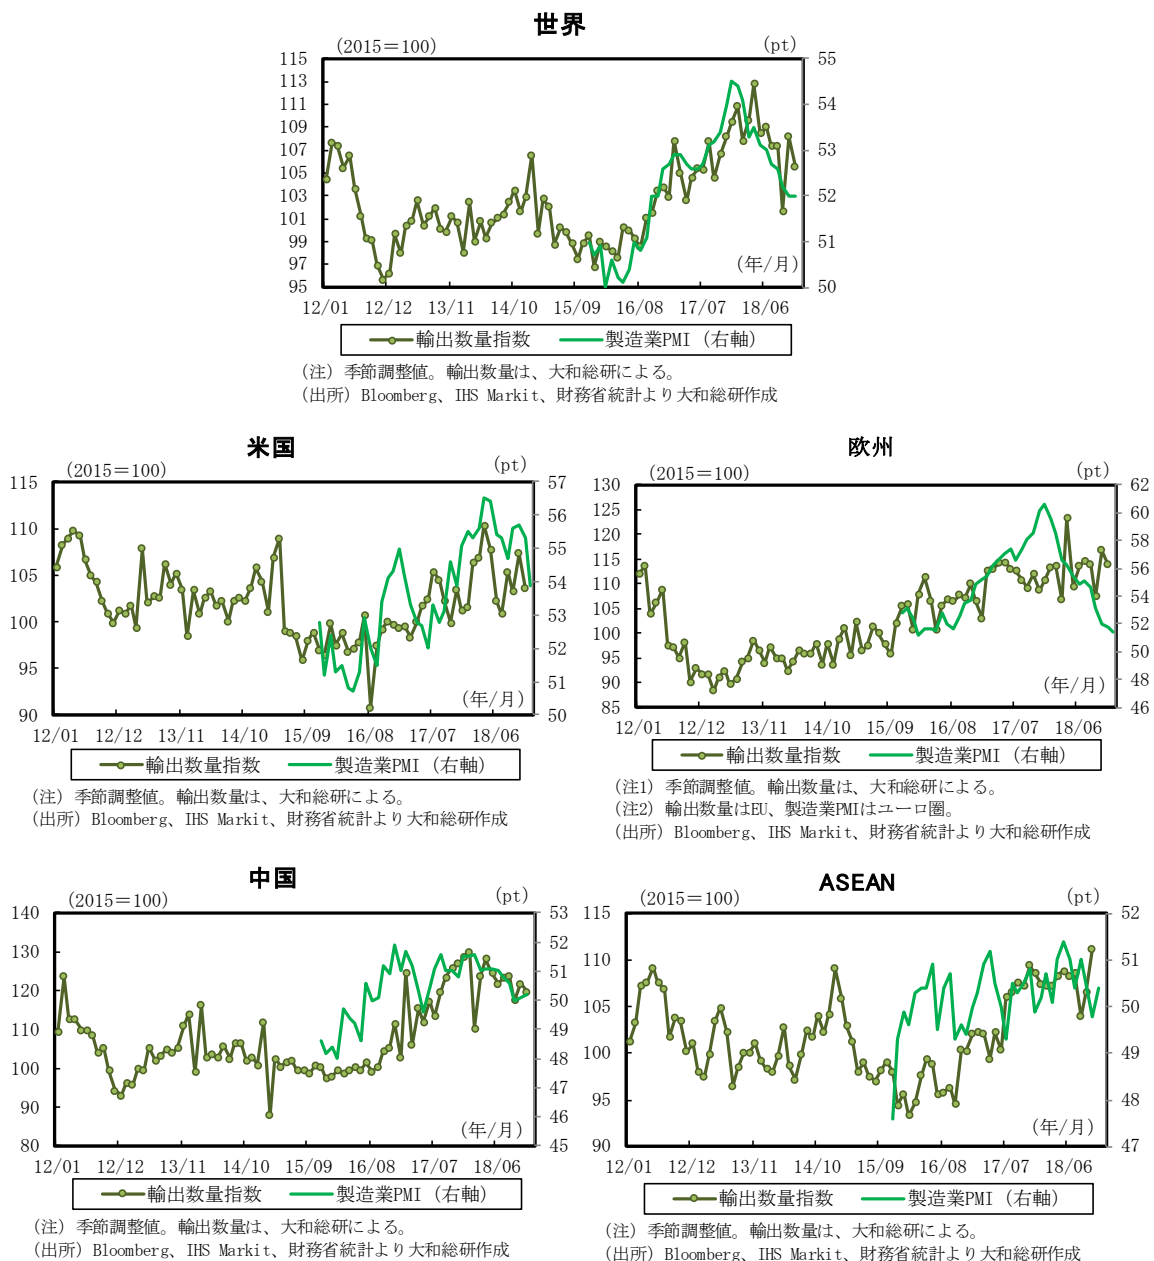 世界
(2015＝100)
(pt)
115
113
111
109
107
105
103
101
99
97
95
55
54
53
52
51
50
(年/月)
12/01 12/12 13/11 14/10 15/09 16/08 17/07 18/06
輸出数量指数 製造業PMI（右軸）
（注）季節調整値。輸出数量は、大和総研による。
（出所）Bloomberg、IHS Markit、財務省統計より大和総研作成
米国
(2015＝100)
(pt)
115
110
105
100
95
90
57
56
55
54
53
52
51
50
(年/月)
12/01 12/12 13/11 14/10 15/09 16/08 17/07 18/06
輸出数量指数 製造業PMI（右軸）
（注）季節調整値。輸出数量は、大和総研による。
（出所）Bloomberg、IHS Markit、財務省統計より大和総研作成
欧州
(2015＝100)
(pt)
130
125
120
115
110
105
100
95
90
85
62
60
58
56
54
52
50
48
46
(年/月)
12/01 12/12 13/11 14/10 15/09 16/08 17/07 18/06
輸出数量指数 製造業PMI（右軸）
（注1）季節調整値。輸出数量は、大和総研による。
（注2）輸出数量はEU、製造業PMIはユーロ圏。
（出所）Bloomberg、IHS Markit、財務省統計より大和総研作成
中国
(2015＝100)
(pt)
140
130
120
110
100
90
80
53
52
51
50
49
48
47
46
45
(年/月)
12/01 12/12 13/11 14/10 15/09 16/08 17/07 18/06
輸出数量指数 製造業PMI（右軸）
（注）季節調整値。輸出数量は、大和総研による。
（出所）Bloomberg、IHS Markit、財務省統計より大和総研作成
ASEAN
(2015＝100)
(pt)
115
110
105
100
95
90
52
51
50
49
48
47
(年/月)
12/01 12/12 13/11 14/10 15/09 16/08 17/07 18/06
輸出数量指数 製造業PMI（右軸）
（注）季節調整値。輸出数量は、大和総研による。
（出所）Bloomberg、IHS Markit、財務省統計より大和総研作成